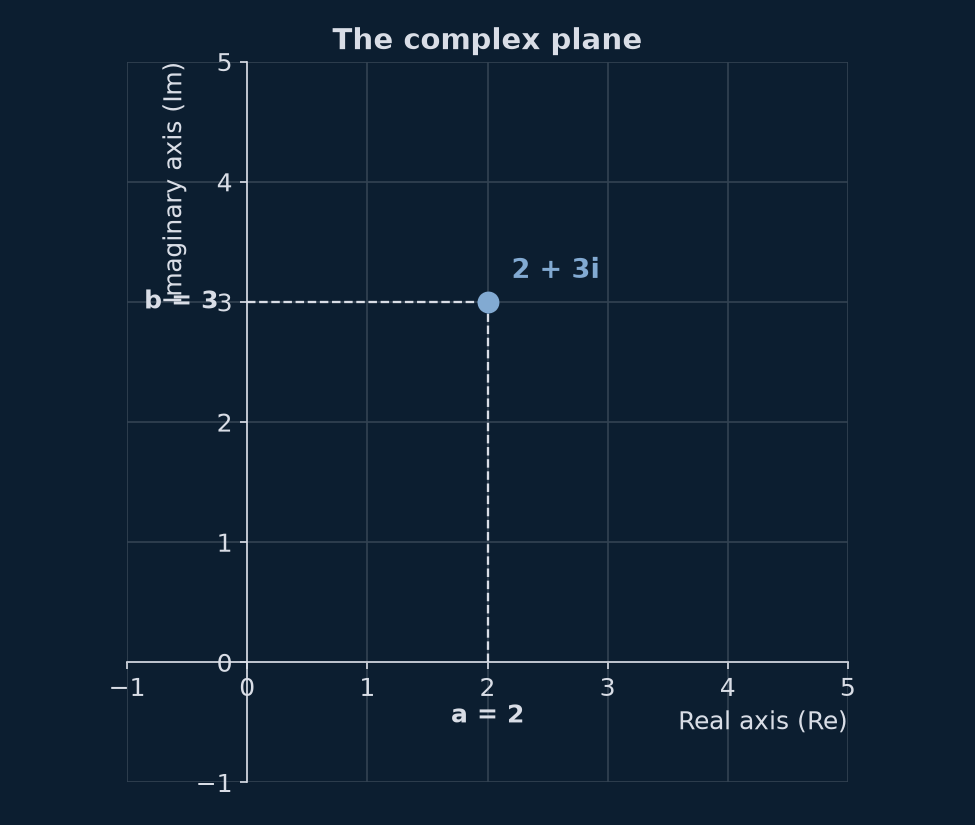 The complex plane
5
Imaginary axis (Im)
4
2 + 3i
b = 3
3
2
1
0
−1
0
1
2
3
4
5
a = 2
Real axis (Re)
−1